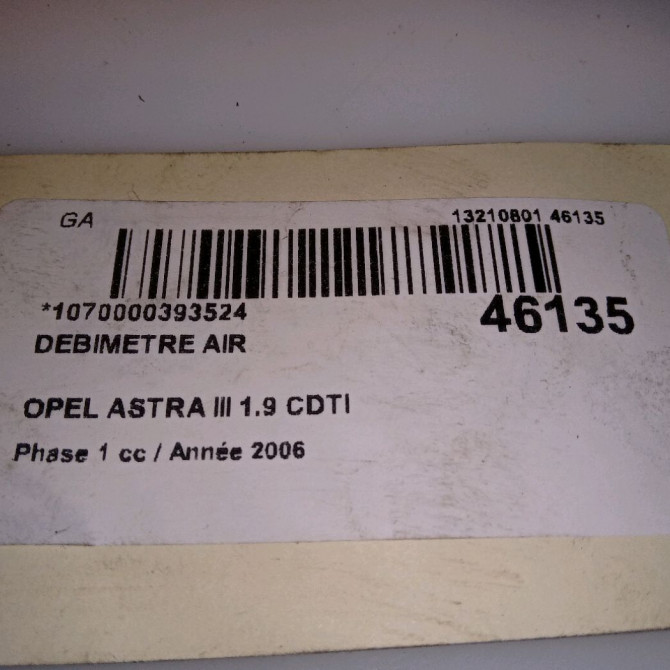 GA 13210801 46135
*1070000393524 46135
DEBIMETRE AIR
OPEL ASTRA III 1.9 CDTI
Phase 1 cc / Année 2006